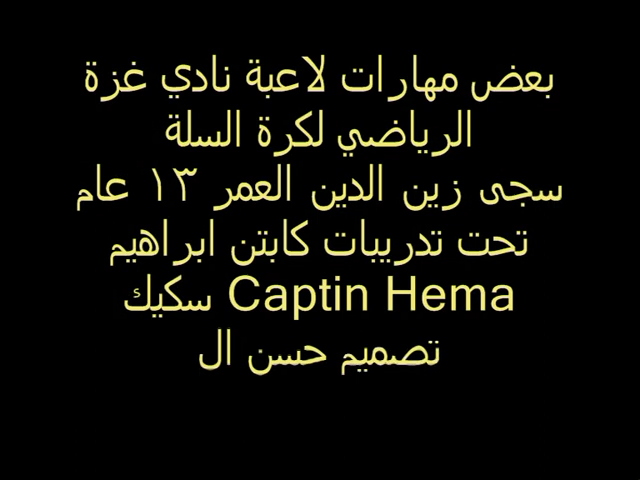 بعض مهارات لاعبة نادي غزة
الرياضي لكرة السلة
سجى زين الدين العمر ١٣ عام
تحت تدريبات كابتن ابراهيم
سكيك Captin Hema
تصميم حسن ال